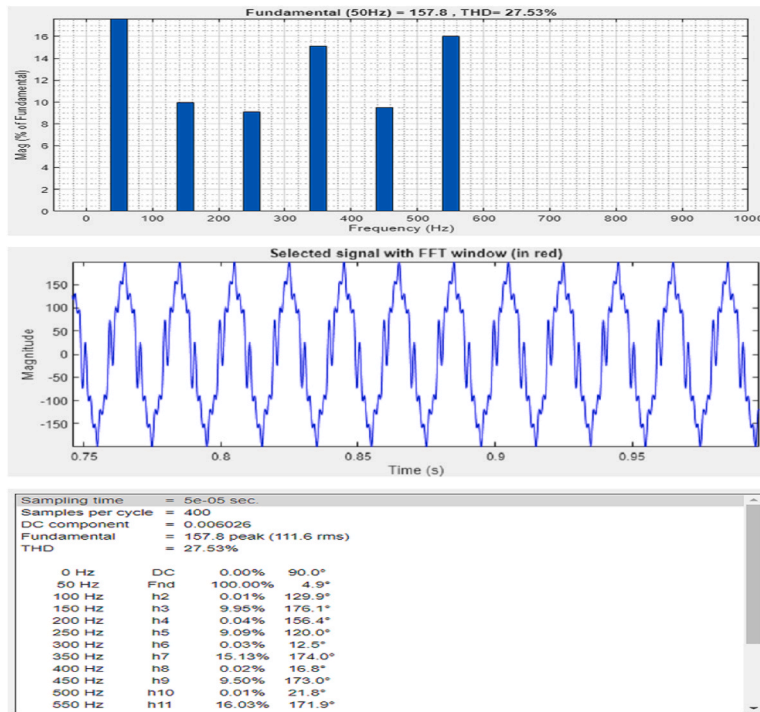 Fundamental (50Hz) = 157.8 , THD= 27.53%
Mag (% of Fundamental)
16
14
12
10
8
6
4
2
0
0 100 200 300 400 500 600 700 800 900 1000
Frequency (Hz)
Selected signal with FFT window (in red)
Magnitude
150
100
50
0
-50
-100
-150
0.75 0.8 0.85 0.9 0.95
Time (s)
Sampling time = 5e-05 sec.
Samples per cycle = 400
DC component = 0.006026
Fundamental = 157.8 peak (111.6 rms)
THD = 27.53%
0 Hz DC 0.00% 90.0°
50 Hz Fnd 100.00% 4.9°
100 Hz h2 0.01% 129.9°
150 Hz h3 9.95% 176.1°
200 Hz h4 0.04% 156.4°
250 Hz h5 9.09% 120.0°
300 Hz h6 0.03% 12.5°
350 Hz h7 15.13% 174.0°
400 Hz h8 0.02% 16.8°
450 Hz h9 9.50% 173.0°
500 Hz h10 0.01% 21.8°
550 Hz h11 16.03% 171.9°